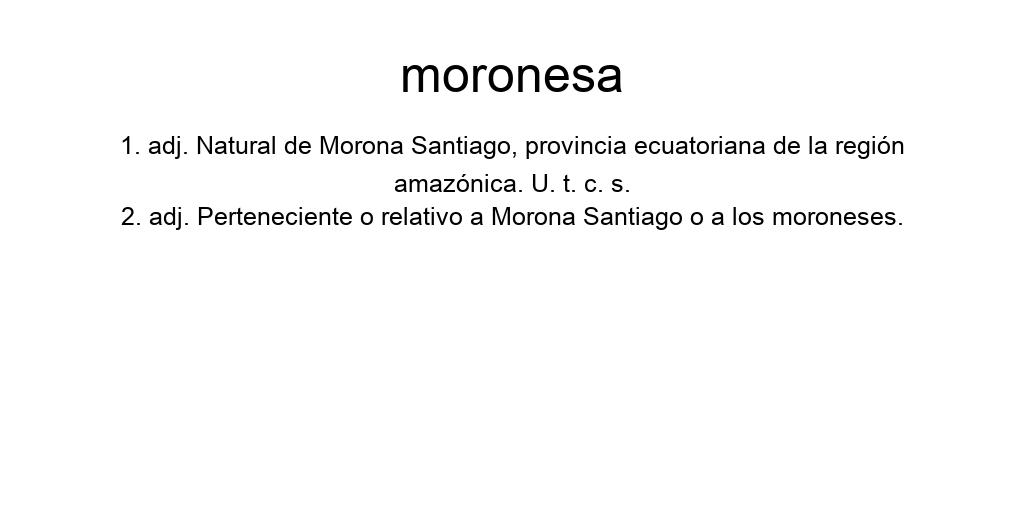 moronesa
1. adj. Natural de Morona Santiago, provincia ecuatoriana de la región
amazónica. U. t. c. s.
2. adj. Perteneciente o relativo a Morona Santiago o a los moroneses.